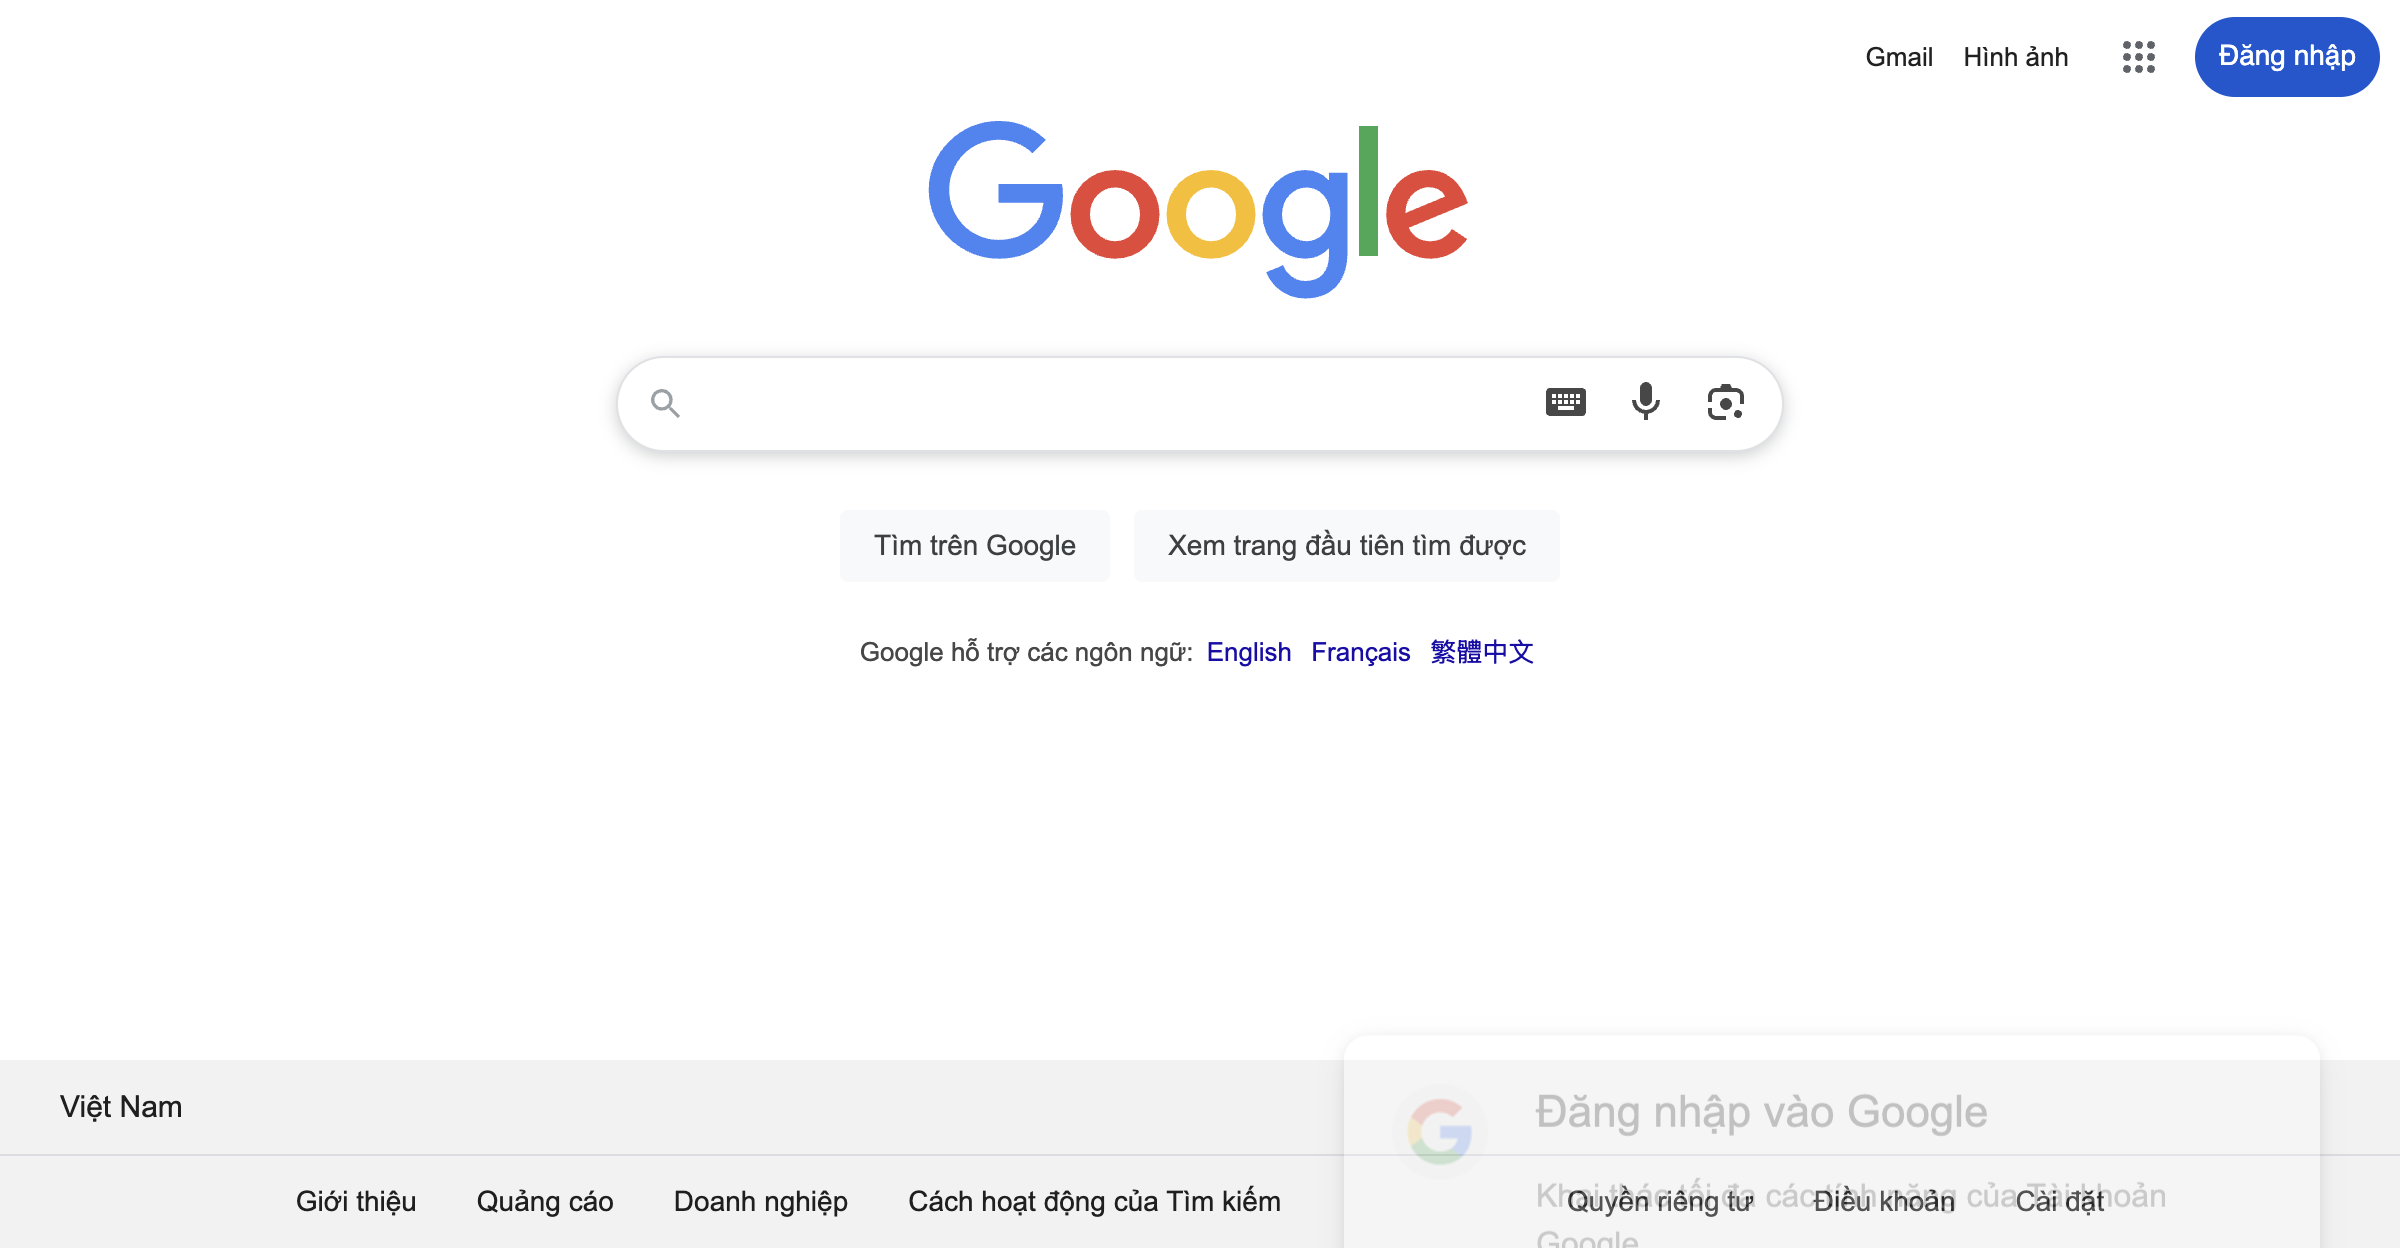 Gmail Hình ảnh Đăng nhập
Google
Tìm trên Google Xem trang đầu tiên tìm được
Google hỗ trợ các ngôn ngữ: English Français 繁體中文
Việt Nam
Đăng nhập vào Google
Khai thác tối đa các tính năng của Tài khoản
Google
Giới thiệu Quảng cáo Doanh nghiệp Cách hoạt động của Tìm kiếm Quyền riêng tư Điều khoản Cài đặt